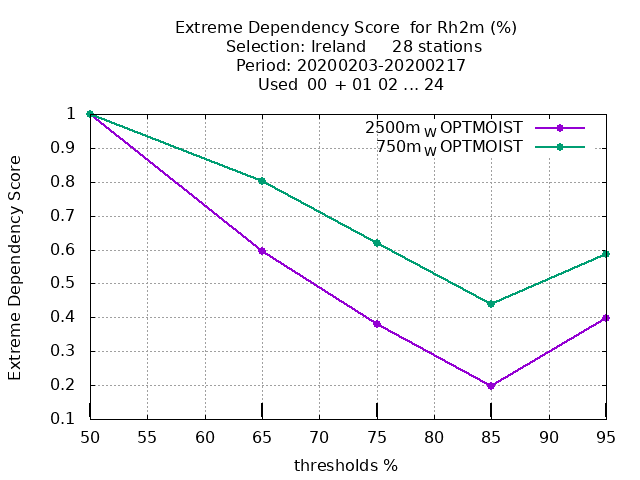 Extreme Dependency Score for Rh2m (%)
Selection: Ireland 28 stations
Period: 20200203-20200217
Used 00 + 01 02 ... 24
2500m W OPTMOIST
750m W OPTMOIST
Extreme Dependency Score
1
0.9
0.8
0.7
0.6
0.5
0.4
0.3
0.2
0.1
50 55 60 65 70 75 80 85 90 95
thresholds %